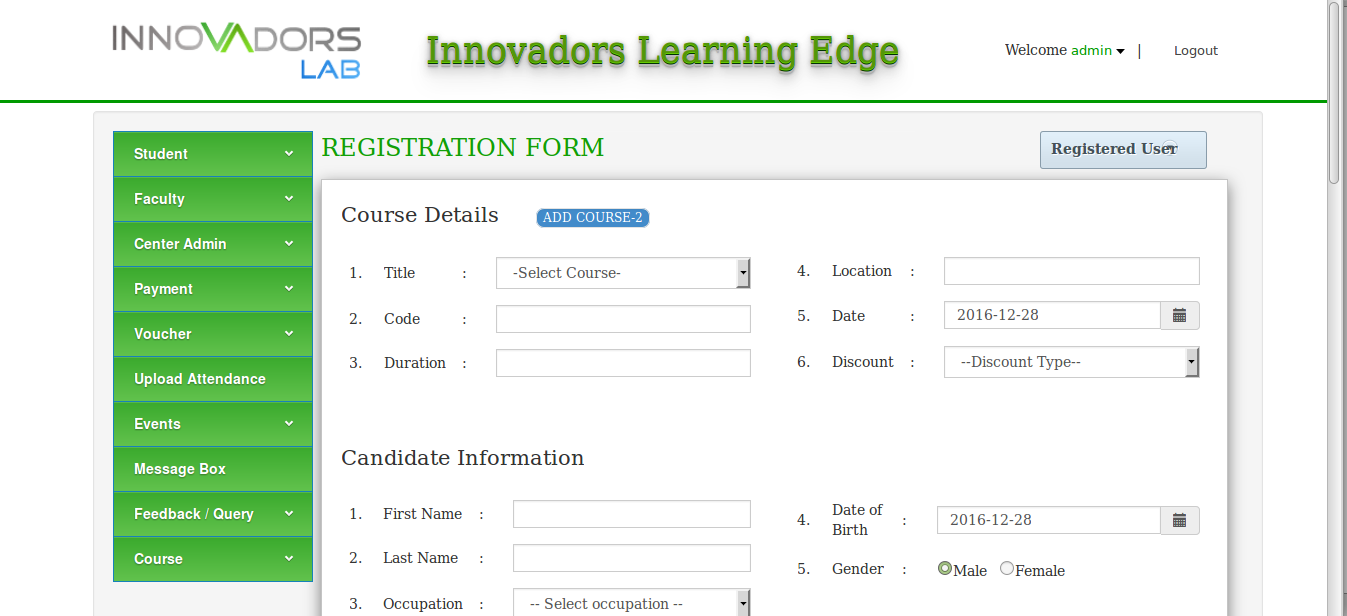 INNOVADORS
LAB
Innovadors Learning Edge
Welcome admin | Logout
Student
Faculty
Center Admin
Payment
Voucher
Upload Attendance
Events
Message Box
Feedback / Query
Course
REGISTRATION FORM
Registered User
Course Details ADD COURSE-2
1. Title : -Select Course-
2. Code :
3. Duration :
4. Location :
5. Date : 2016-12-28
6. Discount : --Discount Type--
Candidate Information
1. First Name :
2. Last Name :
3. Occupation : -- Select occupation --
4. Date of
Birth : 2016-12-28
5. Gender : Male Female